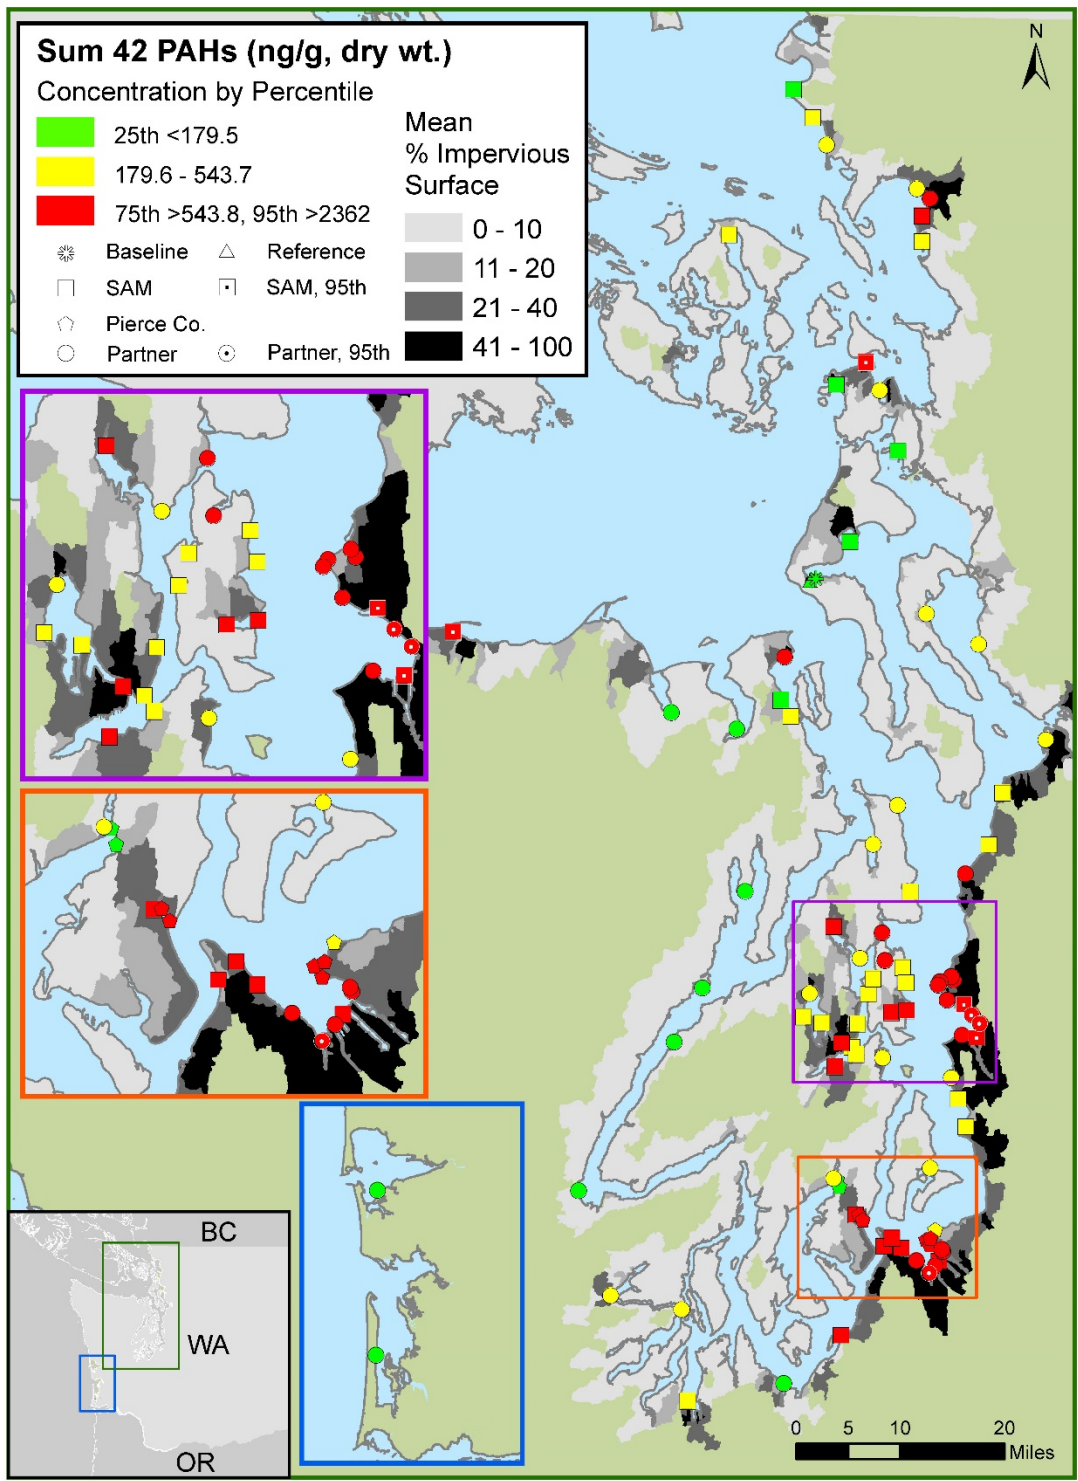 Sum 42 PAHs (ng/g, dry wt.)
Concentration by Percentile
25th <179.5
179.6 - 543.7
75th >543.8, 95th >2362
Baseline
Reference
SAM
SAM, 95th
Pierce Co.
Partner
Partner, 95th
Mean
% Impervious
Surface
0 - 10
11 - 20
21 - 40
41 - 100
N
BC
WA
OR
0 5 10 20
Miles